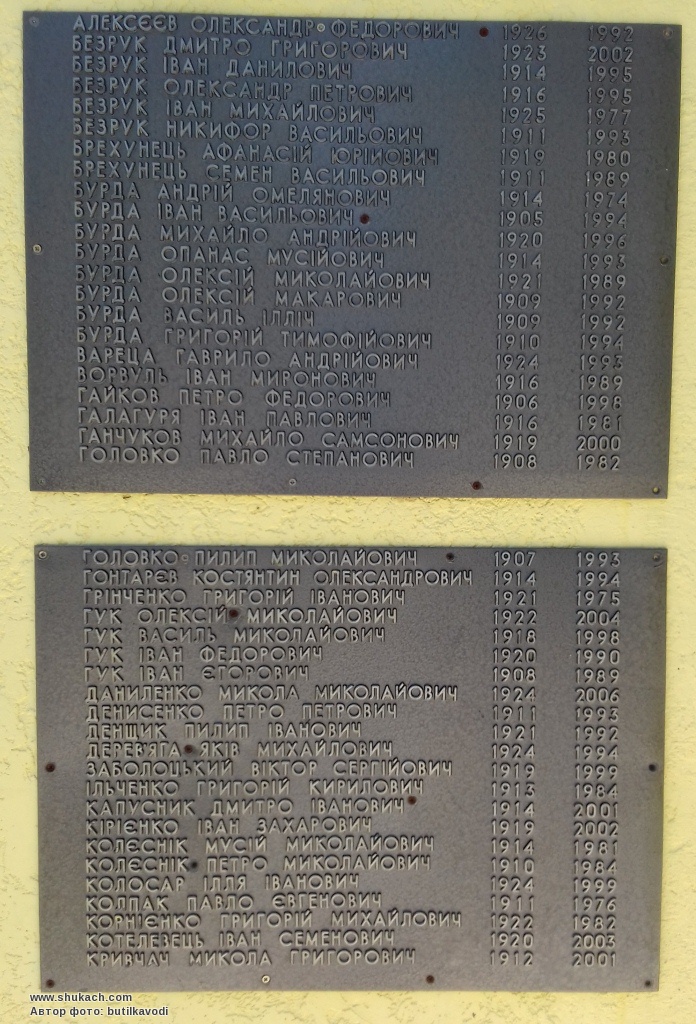 АЛЕКСЄЄВ ОЛЕКСАНДР ФЕДОРОВИЧ 1926 1992
БЕЗРУК ДМИТРО ГРИГОРОВИЧ 1923 2002
БЕЗРУК ІВАН ДАНИЛОВИЧ 1914 1995
БЕЗРУК ОЛЕКСАНДР ПЕТРОВИЧ 1916 1995
БЕЗРУК ІВАН МИХАЙЛОВИЧ 1925 1977
БЕЗРУК НИКИФОР ВАСИЛЬОВИЧ 1911 1993
БРЕХУНЕЦЬ АФАНАСІЙ ЮРІЙОВИЧ 1919 1980
БРЕХУНЕЦЬ СЕМЕН ВАСИЛЬОВИЧ 1911 1989
БУРДА АНДРІЙ ОМЕЛЯНОВИЧ 1914 1974
БУРДА ІВАН ВАСИЛЬОВИЧ 1905 1994
БУРДА МИХАЙЛО АНДРІЙОВИЧ 1920 1996
БУРДА ОПАНАС МУСІЙОВИЧ 1914 1993
БУРДА ОЛЕКСІЙ МИКОЛАЙОВИЧ 1921 1989
БУРДА ОЛЕКСІЙ МАКАРОВИЧ 1909 1992
БУРДА ВАСИЛЬ ІЛЛІЧ 1909 1992
БУРДА ГРИГОРІЙ ТИМОФІЙОВИЧ 1910 1994
ВАРЕЦА ГАВРИЛО АНДРІЙОВИЧ 1924 1993
ВОРВУЛЬ ІВАН МИРОНОВИЧ 1916 1989
ГАЙКОВ ПЕТРО ФЕДОРОВИЧ 1906 1998
ГАЛАГУРЯ ІВАН ПАВЛОВИЧ 1916 1981
ГАНЧУКОВ МИХАЙЛО САМСОНОВИЧ 1919 2000
ГОЛОВКО ПАВЛО СТЕПАНОВИЧ 1908 1982
ГОЛОВКО ПИЛИП МИКОЛАЙОВИЧ 1907 1993
ГОНТАРЄВ КОСТЯНТИН ОЛЕКСАНДРОВИЧ 1914 1994
ГРІНЧЕНКО ГРИГОРІЙ ІВАНОВИЧ 1921 1975
ГУК ОЛЕКСІЙ МИКОЛАЙОВИЧ 1922 2004
ГУК ВАСИЛЬ МИКОЛАЙОВИЧ 1918 1998
ГУК ІВАН ФЕДОРОВИЧ 1920 1990
ГУК ІВАН ЄГОРОВИЧ 1908 1989
ДАНИЛЕНКО МИКОЛА МИКОЛАЙОВИЧ 1924 2006
ДЕНИСЕНКО ПЕТРО ПЕТРОВИЧ 1911 1993
ДЕНЩИК ПИЛИП ІВАНОВИЧ 1921 1992
ДЕРЕВ'ЯГА ЯКІВ МИХАЙЛОВИЧ 1924 1994
ЗАБОЛОЦЬКИЙ ВІКТОР СЕРГІЙОВИЧ 1919 1999
ІЛЬЧЕНКО ГРИГОРІЙ КИРИЛОВИЧ 1913 1984
КАПУСНИК ДМИТРО ІВАНОВИЧ 1914 2001
КІРІЄНКО ІВАН ЗАХАРОВИЧ 1919 2002
КОЛЄСНІК МУСІЙ МИКОЛАЙОВИЧ 1914 1981
КОЛЄСНІК ПЕТРО МИКОЛАЙОВИЧ 1910 1984
КОЛОСАР ІЛЛЯ ІВАНОВИЧ 1924 1999
КОЛПАК ПАВЛО ЄВГЕНОВИЧ 1911 1976
КОРНІЄНКО ГРИГОРІЙ МИХАЙЛОВИЧ 1922 1982
КОТЕЛЕВЕЦЬ ІВАН СЕМЕНОВИЧ 1920 2003
КРИВЧАЧ МИКОЛА ГРИГОРОВИЧ 1912 2001
www.shukach.com
Автор фото: butilkavodi